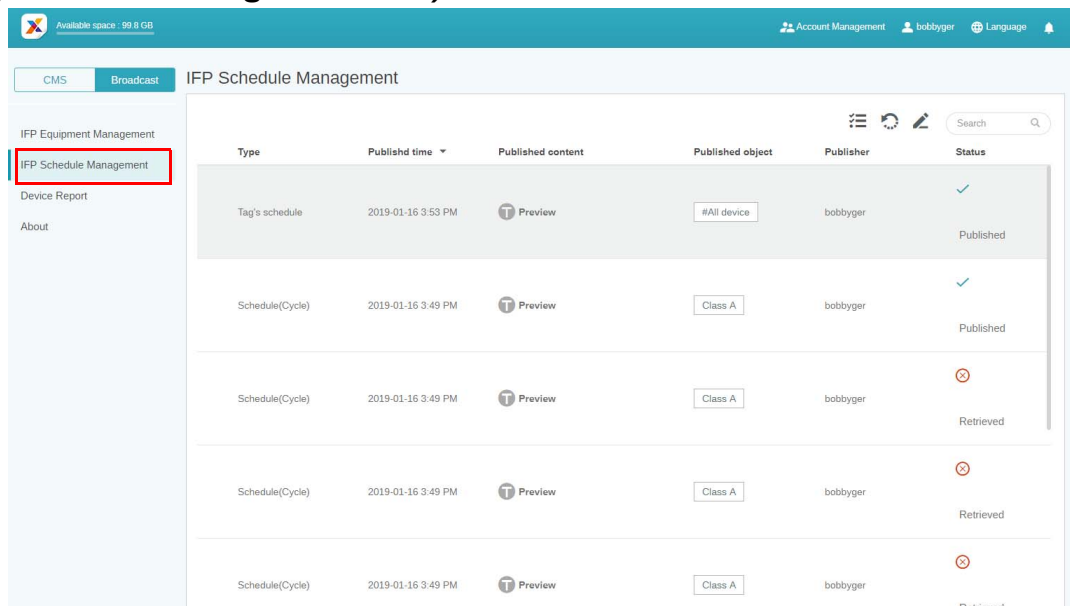 Available space : 99.8 GB
Account Management bobbyger Language
CMS Broadcast
IFP Schedule Management
IFP Equipment Management
IFP Schedule Management
Device Report
About
Search
Type Publishd time Published content Published object Publisher Status
Tag's schedule 2019-01-16 3:53 PM T Preview #All device bobbyger Published
Schedule(Cycle) 2019-01-16 3:49 PM T Preview Class A bobbyger Published
Schedule(Cycle) 2019-01-16 3:49 PM T Preview Class A bobbyger Retrieved
Schedule(Cycle) 2019-01-16 3:49 PM T Preview Class A bobbyger Retrieved
Schedule(Cycle) 2019-01-16 3:49 PM T Preview Class A bobbyger